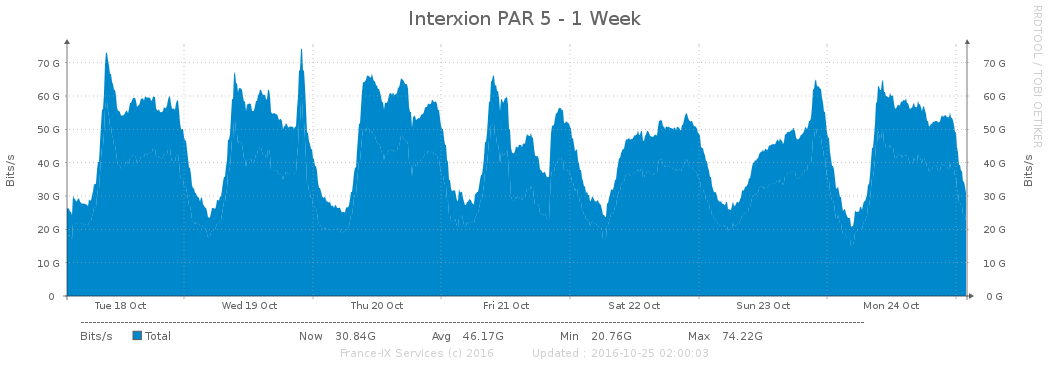 Interxion PAR 5 - 1 Week
RRDTOOL / TOBI OETIKER
Bits/s
70 G 70 G
60 G 60 G
50 G 50 G
40 G 40 G
30 G 30 G
20 G 20 G
10 G 10 G
0 0 G
Bits/s
Tue 18 Oct Wed 19 Oct Thu 20 Oct Fri 21 Oct Sat 22 Oct Sun 23 Oct Mon 24 Oct
Bits/s Total Now 30.84G Avg 46.17G Min 20.76G Max 74.22G
France-IX Services (c) 2016 Updated : 2016-10-25 02:00:03